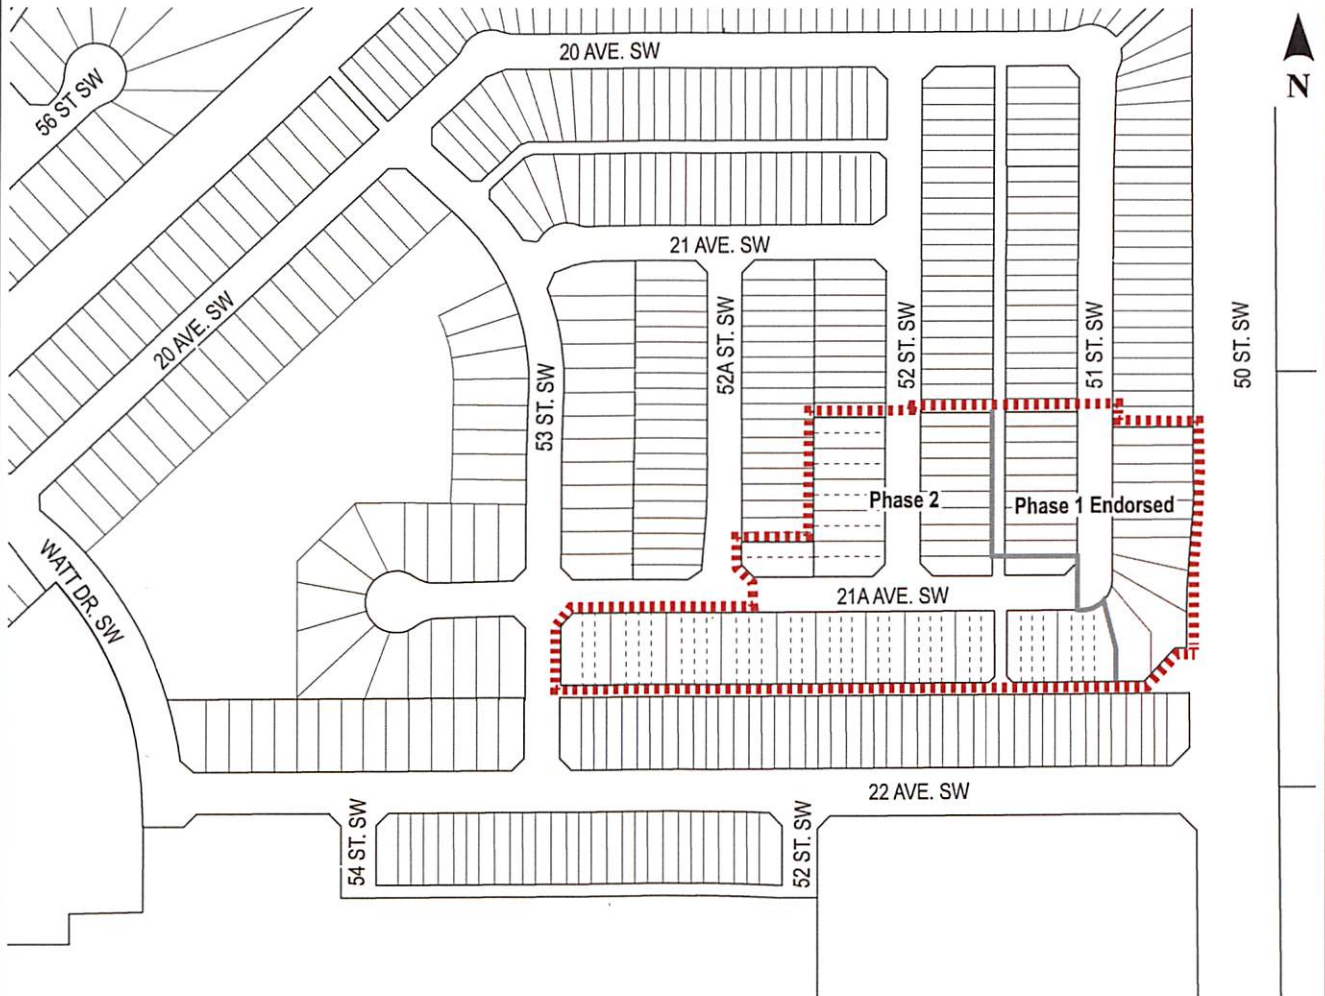 20 AVE. SW
56 ST SW
N
21 AVE. SW
20 AVE. SW
52A ST. SW
52 ST. SW
51 ST. SW
50 ST. SW
53 ST. SW
Phase 2
Phase 1 Endorsed
WATT DR. SW
21A AVE. SW
22 AVE. SW
54 ST. SW
52 ST. SW